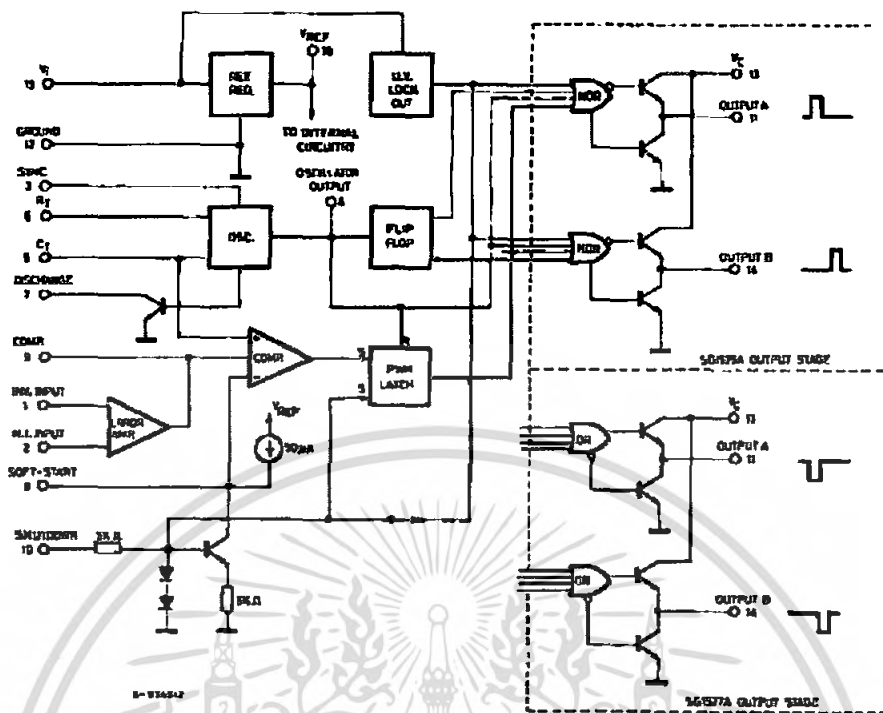 VREF
16
VI
15
REF
REG.
U.V.
LOCK
OUT
GROUND
12
TO INTERNAL
CIRCUITRY
SYNC
3
OSCILLATOR
OUTPUT
4
RT
6
OSC.
FLIP
FLOP
CT
5
DISCHARGE
7
COMP.
9
COMP.
PWM
LATCH
R
S
S
INV. INPUT
1
ERROR
AMP.
N.I. INPUT
2
VREF
50µA
SOFT-START
8
SHUTDOWN
10
5K Ω
5K Ω
NOR
VC
13
OUTPUT A
11
NOR
OUTPUT B
14
SG1525A OUTPUT STAGE
OR
VC
13
OUTPUT A
11
OR
OUTPUT B
14
SG1527A OUTPUT STAGE